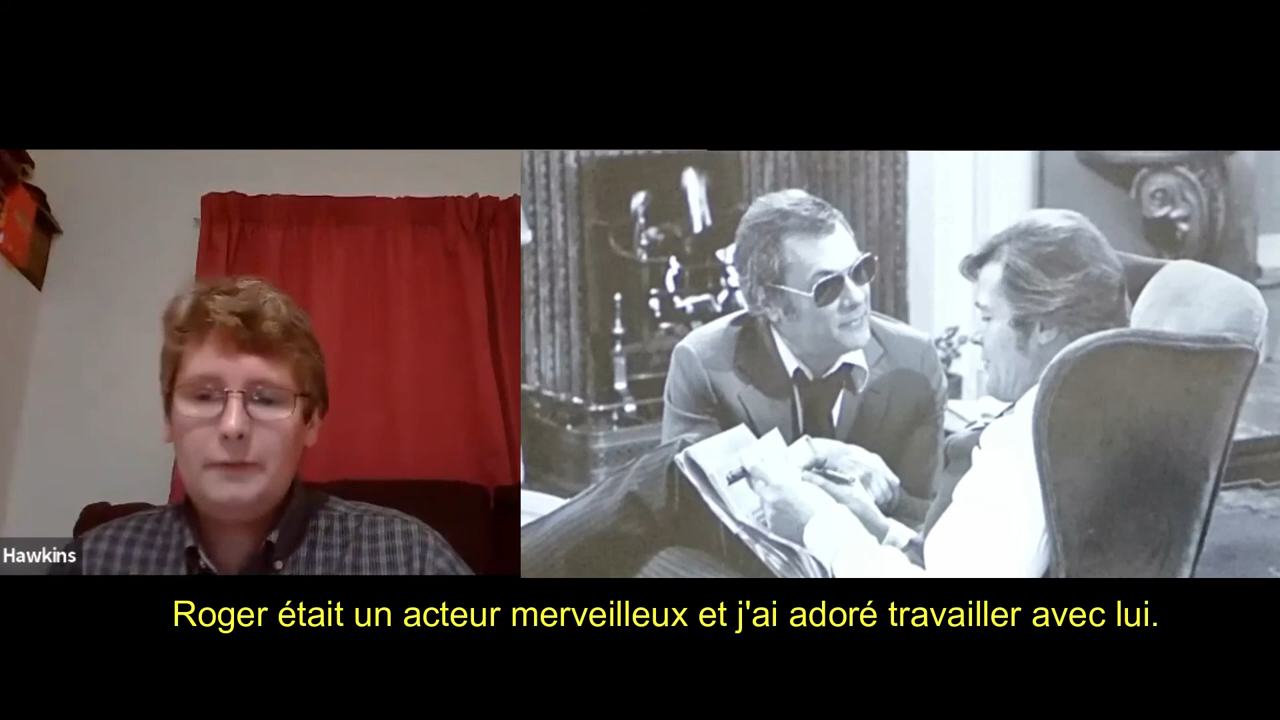 Hawkins
Roger était un acteur merveilleux et j'ai adoré travailler avec lui.